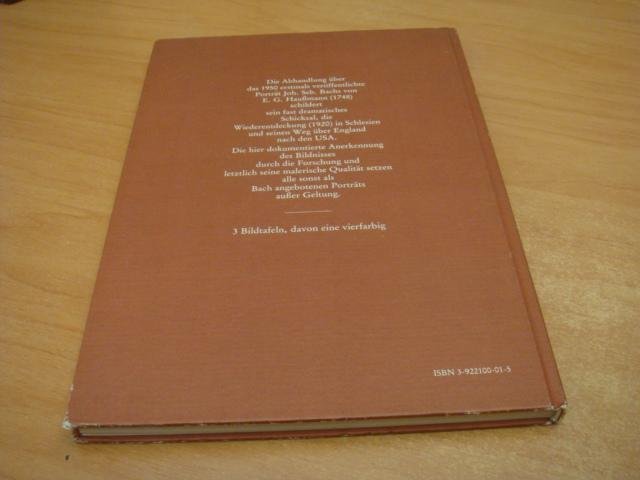 Die Abhandlung über
das 1950 erstmals veröffentlichte
Porträt Joh. Seb. Bachs von
E. G. Haußmann (1748)
schildert
sein fast dramatisches
Schicksal, die
Wiederentdeckung (1920) in Schlesien
und seinen Weg über England
nach den USA.
Die hier dokumentierte Anerkennung
des Bildnisses
durch die Forschung und
letztlich seine malerische Qualität setzen
alle sonst als
Bach angebotenen Porträts
außer Geltung.
3 Bildtafeln, davon eine vierfarbig
ISBN 3-922100-01-5